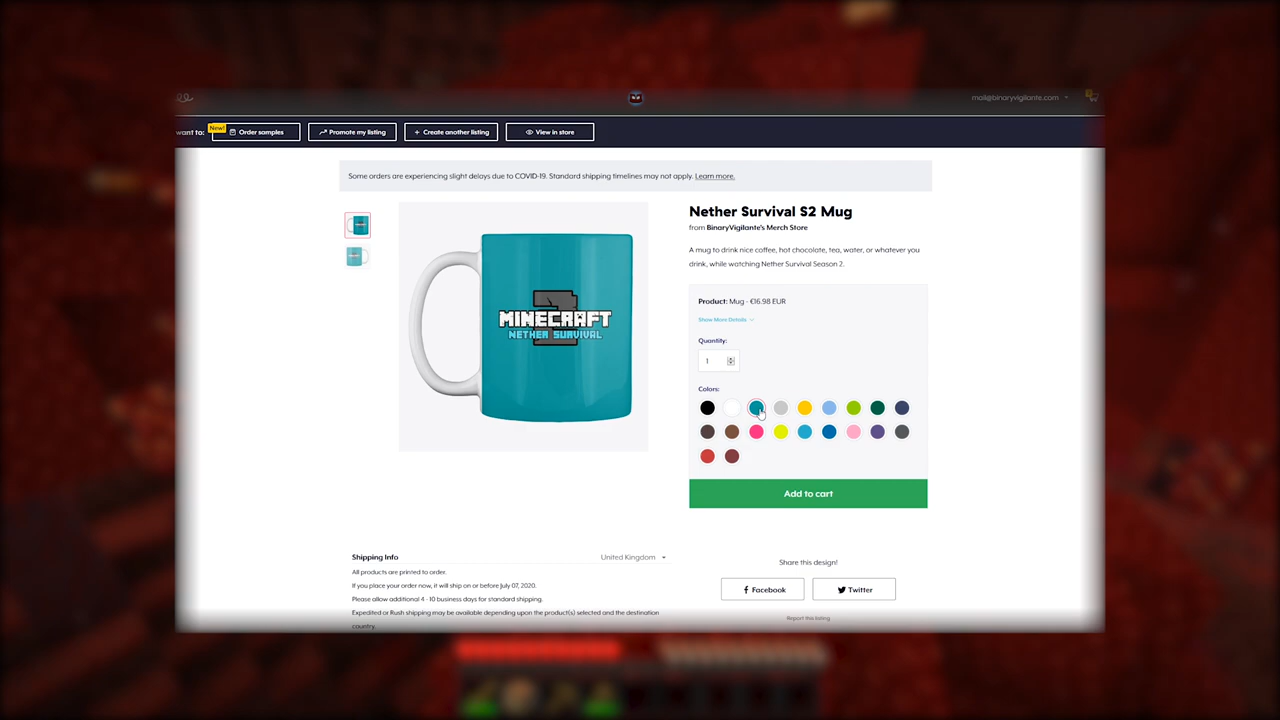 mail@binaryvigilante.com
want to:
New!
Order samples
Promote my listing
+ Create another listing
View in store
Some orders are experiencing slight delays due to COVID-19. Standard shipping timelines may not apply. Learn more.
Nether Survival S2 Mug
from BinaryVigilante's Merch Store
A mug to drink nice coffee, hot chocolate, tea, water, or whatever you
drink, while watching Nether Survival Season 2.
2
MINECRAFT
NETHER SURVIVAL
Product: Mug - €16.98 EUR
Show More Details
Quantity:
1
Colors:
Add to cart
Shipping Info
United Kingdom
All products are printed to order.
If you place your order now, it will ship on or before July 07, 2020.
Please allow additional 4 - 10 business days for standard shipping.
Expedited or Rush shipping may be available depending upon the product(s) selected and the destination
country.
Share this design!
Facebook
Twitter
Report this listing